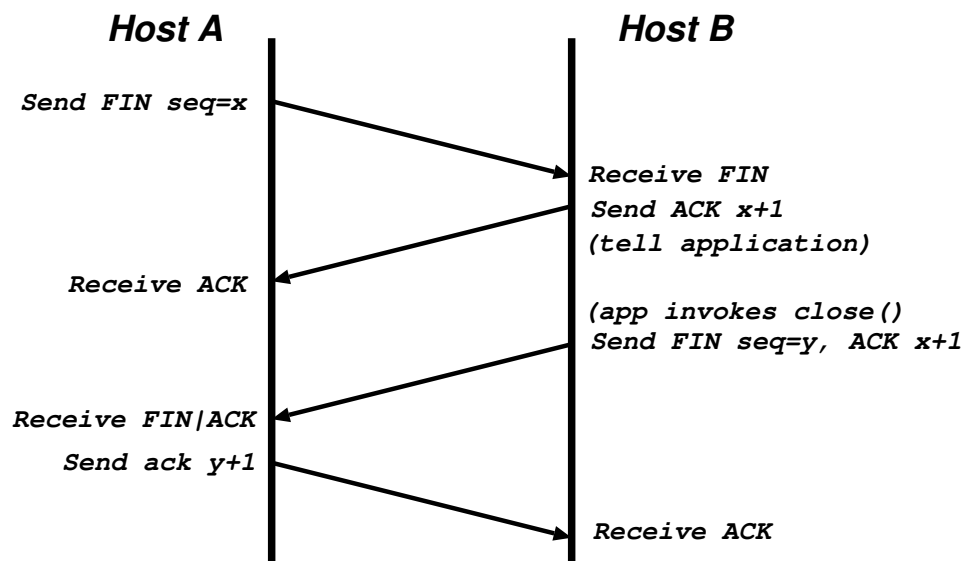 Host A
Host B
Send FIN seq=x
Receive FIN
Send ACK x+1
(tell application)
Receive ACK
(app invokes close()
Send FIN seq=y, ACK x+1
Receive FIN|ACK
Send ack y+1
Receive ACK